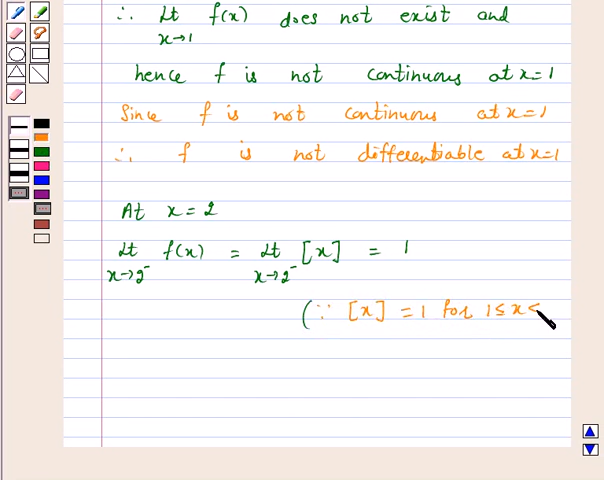 ∴ Lt f(x) does not exist and
x→1
hence f is not continuous at x=1
Since f is not continuous at x=1
∴ f is not differentiable at x=1
At x=2
Lt f(x) = Lt [x] = 1
x→2⁻ x→2⁻
(∵ [x] = 1 for 1≤x<